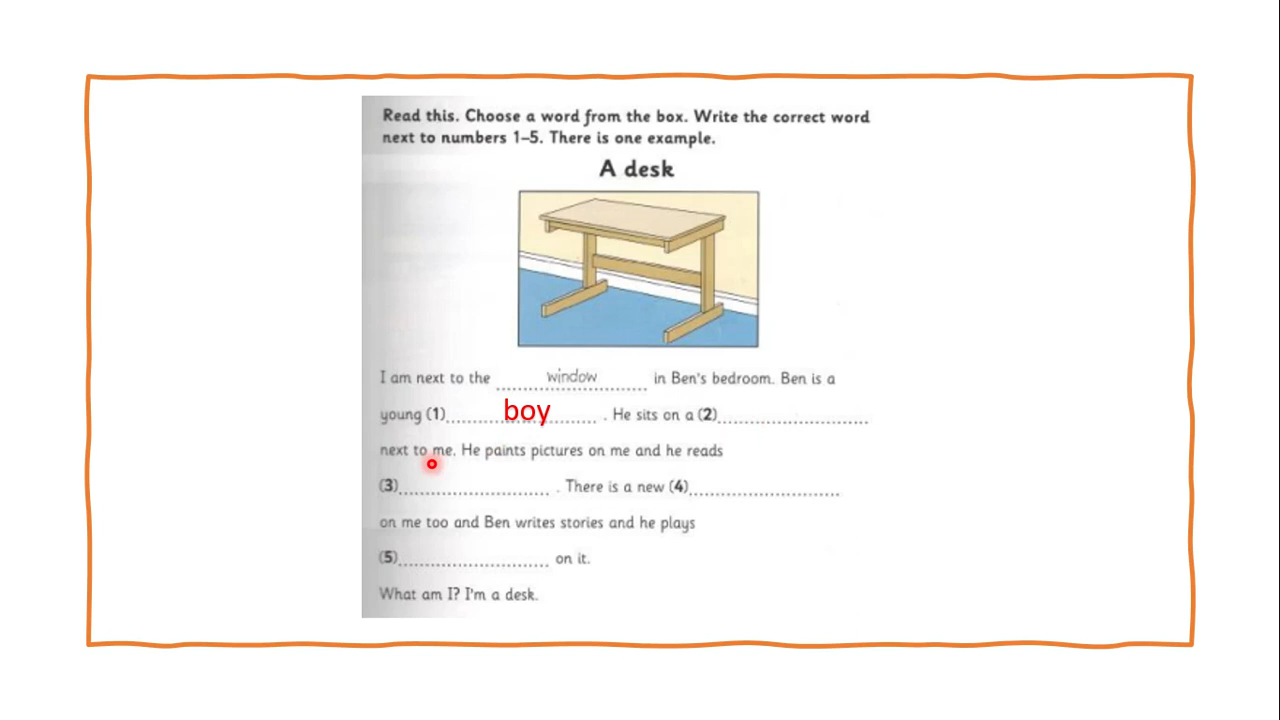 Read this. Choose a word from the box. Write the correct word
next to numbers 1–5. There is one example.
A desk
I am next to the window in Ben's bedroom. Ben is a
young (1) boy . He sits on a (2)
next to me. He paints pictures on me and he reads
(3) . There is a new (4)
on me too and Ben writes stories and he plays
(5) on it.
What am I? I'm a desk.